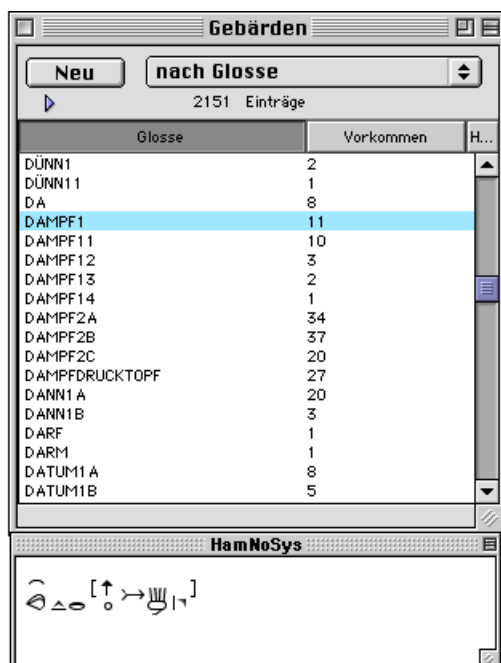 Gebärden
Neu nach Glosse
2151 Einträge
Glosse Vorkommen H...
DÜNN1 2
DÜNN11 1
DA 8
DAMPF1 11
DAMPF11 10
DAMPF12 3
DAMPF13 2
DAMPF14 1
DAMPF2A 34
DAMPF2B 37
DAMPF2C 20
DAMPFDRUCKTOPF 27
DANN1A 20
DANN1B 3
DARF 1
DARM 1
DATUM1A 8
DATUM1B 5
HamNoSys